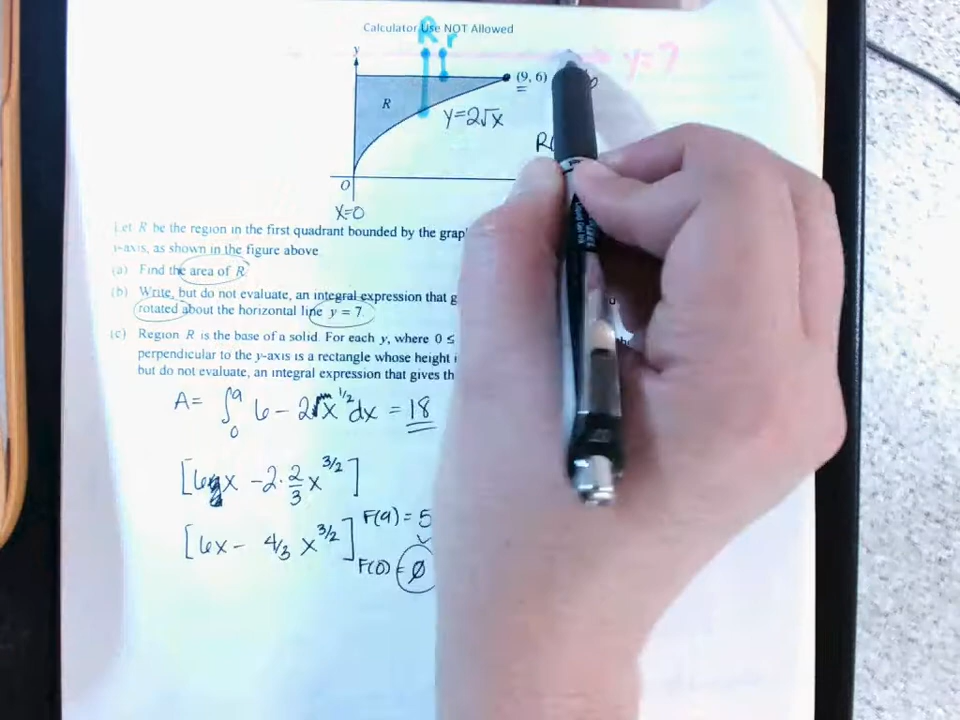 Calculator Use NOT Allowed
R r
y
y=7
(9, 6)
R
y=2√x
O
x=0
Let R be the region in the first quadrant bounded by the
as shown in the figure above
(a) Find the area of R
(b) Write, but do not evaluate, an integral expression that
rotated about the horizontal line y = 7
(c) Region R is the base of a solid. For each y, where 0 ≤
perpendicular to the y-axis is a rectangle whose height
but do not evaluate, an integral expression that gives
A= ∫₀⁹ 6 - 2x^1/2 dx = 18
[6x - 2·2/3 x^3/2]
[6x - 4/3 x^3/2] F(9) = 5
F(0) = ∅